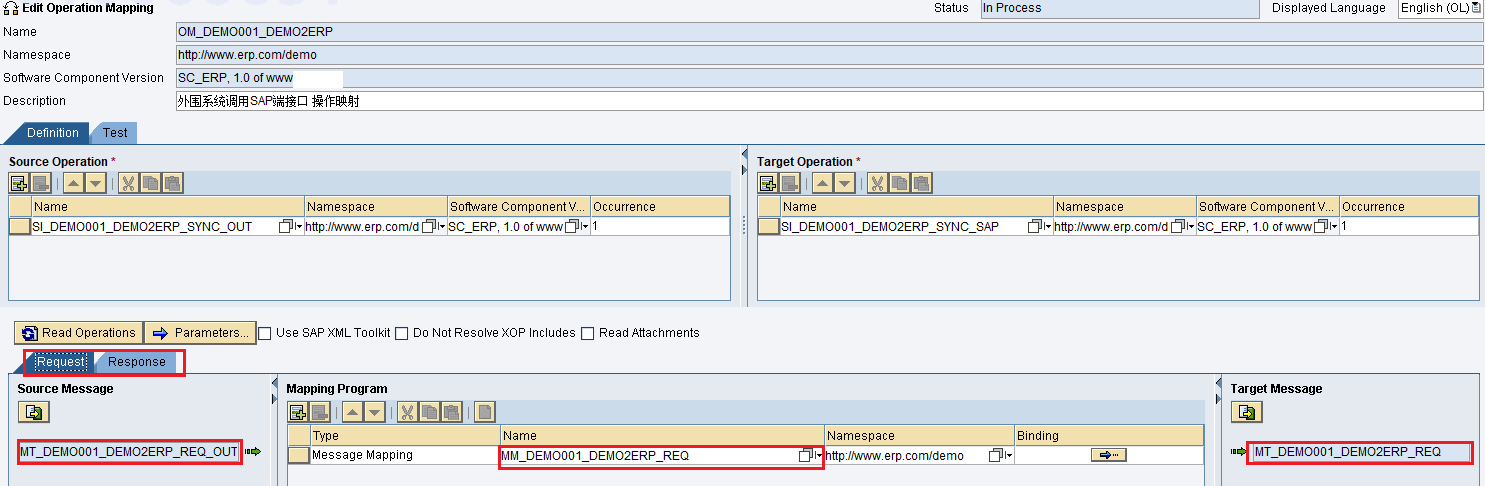 Edit Operation Mapping Status In Process Displayed Language English (OL)
Name OM_DEMO001_DEMO2ERP
Namespace http://www.erp.com/demo
Software Component Version SC_ERP, 1.0 of www
Description 外围系统调用SAP端接口 操作映射
Definition Test
Source Operation * Target Operation *
Name Namespace Software Component V... Occurrence Name Namespace Software Component V... Occurrence
SI_DEMO001_DEMO2ERP_SYNC_OUT http://www.erp.com/d SC_ERP, 1.0 of www 1 SI_DEMO001_DEMO2ERP_SYNC_SAP http://www.erp.com/d SC_ERP, 1.0 of www 1
Read Operations Parameters... Use SAP XML Toolkit Do Not Resolve XOP Includes Read Attachments
Request Response
Source Message Mapping Program Target Message
Type Name Namespace Binding
MT_DEMO001_DEMO2ERP_REQ_OUT Message Mapping MM_DEMO001_DEMO2ERP_REQ http://www.erp.com/demo MT_DEMO001_DEMO2ERP_REQ